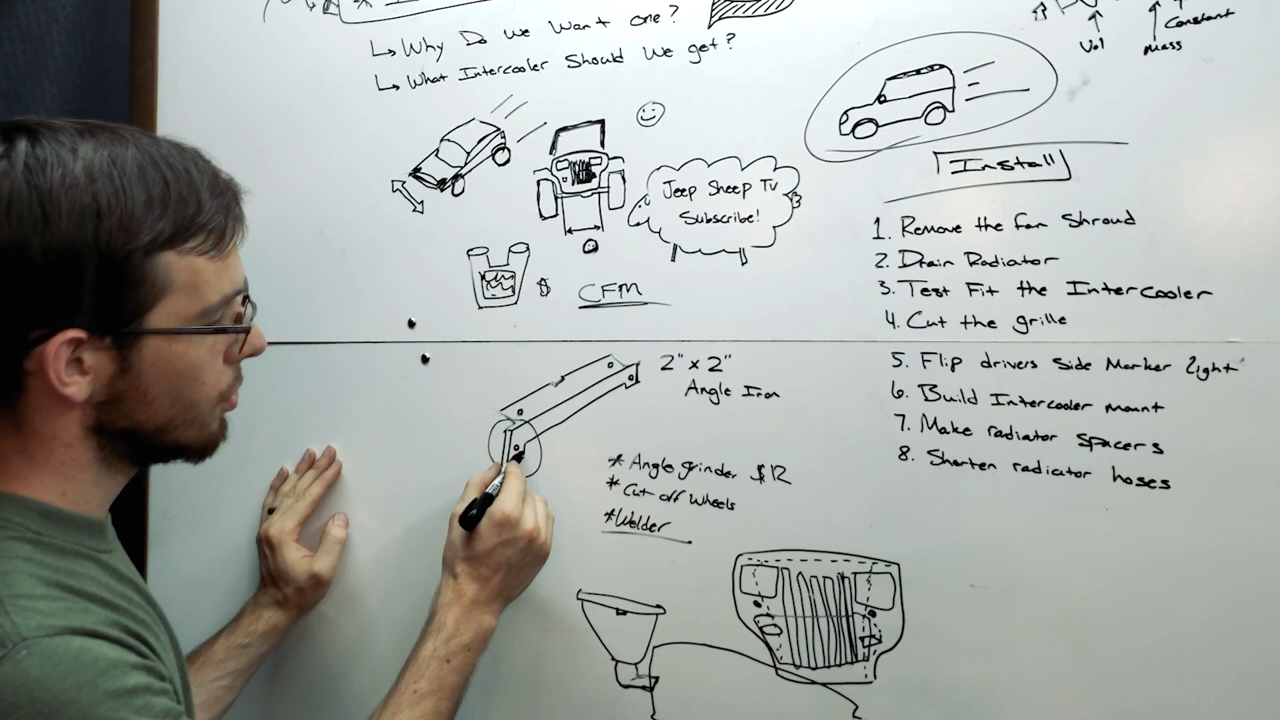 Why Do we Want one?
What Intercooler Should We get?
Vol
Mass
Constant
Jeep Sheep Tv
Subscribe!
$
CFM
Install
1. Remove the fan Shroud
2. Drain Radiator
3. Test Fit the Intercooler
4. Cut the grille
5. Flip drivers Side Marker light
6. Build Intercooler mount
7. Make radiator Spacers
8. Shorten radiator hoses
2" x 2"
Angle Iron
* Angle grinder $12
* Cut off Wheels
* Welder